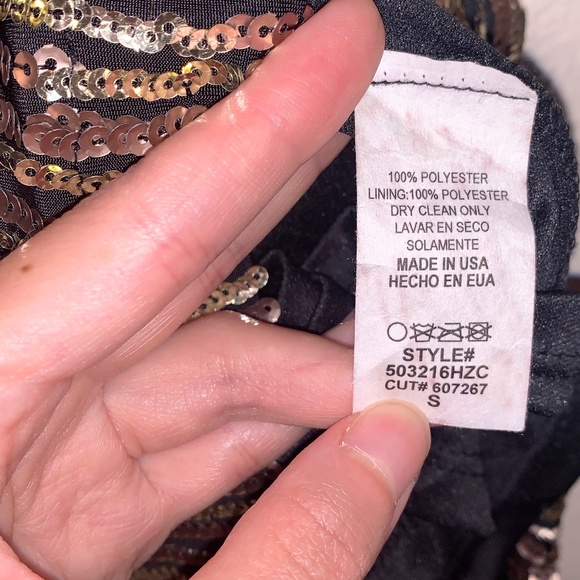 100% POLYESTER
LINING:100% POLYESTER
DRY CLEAN ONLY
LAVAR EN SECO
SOLAMENTE
MADE IN USA
HECHO EN EUA
STYLE#
503216HZC
CUT# 607267
S